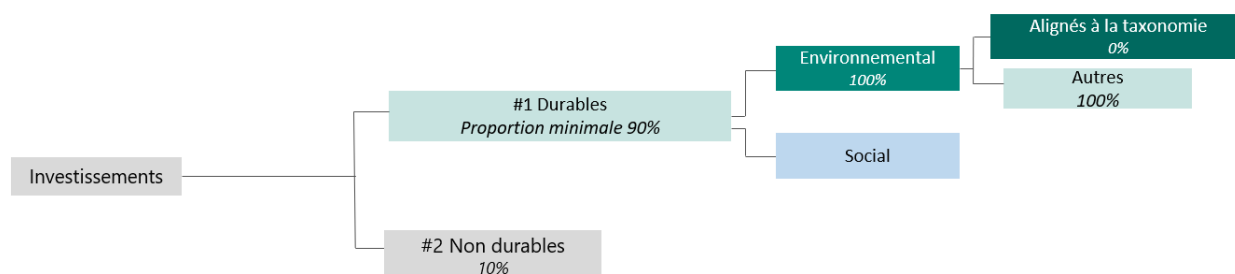 Investissements
#1 Durables
Proportion minimale 90%
#2 Non durables
10%
Environnemental
100%
Social
Alignés à la taxonomie
0%
Autres
100%